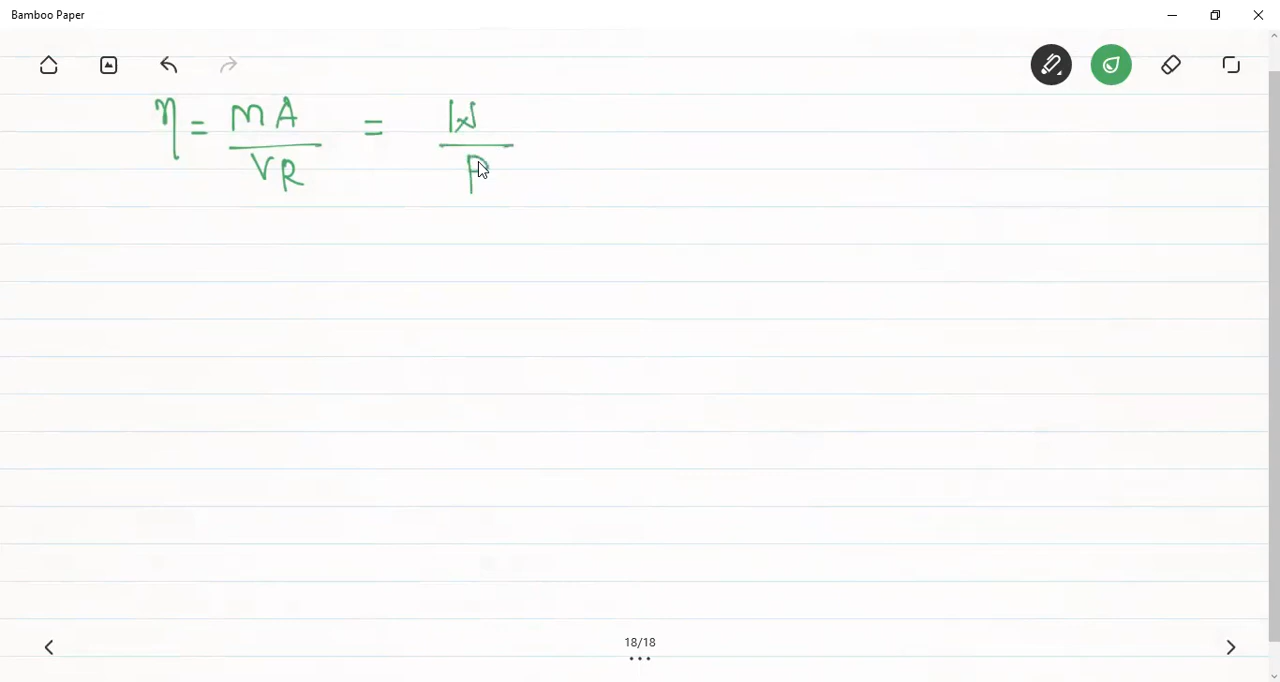 Bamboo Paper
η = MA / VR = W / P
18/18